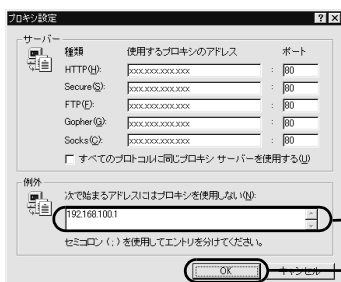 プロキシ設定
サーバー
種類 使用するプロキシのアドレス ポート
HTTP(H): xxx.xxx.xxx.xxx : 80
Secure(S): xxx.xxx.xxx.xxx : 80
FTP(F): xxx.xxx.xxx.xxx : 80
Gopher(G): xxx.xxx.xxx.xxx : 80
Socks(C): xxx.xxx.xxx.xxx : 80
すべてのプロトコルに同じプロキシ サーバーを使用する(U)
例外
次で始まるアドレスにはプロキシを使用しない(N):
192.168.100.1
セミコロン (;) を使用してエントリを分けてください。
OK キャンセル